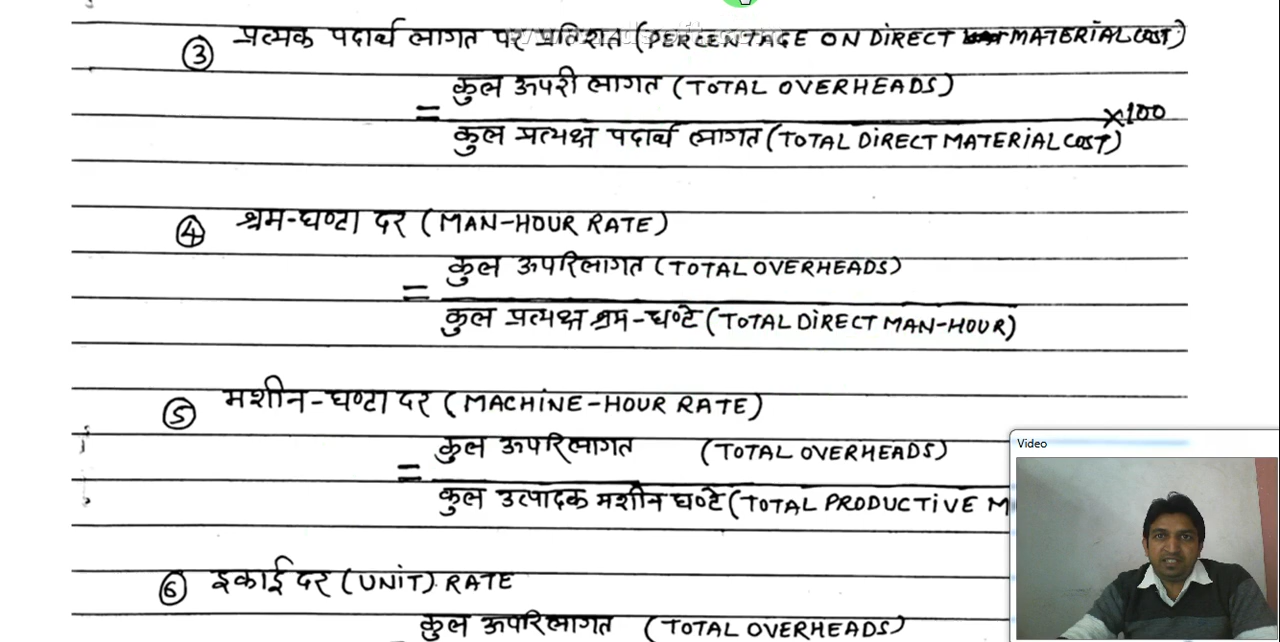 ③ प्रत्यक पदार्थ लागत पर प्रतिशत (PERCENTAGE ON DIRECT MATERIAL COST)
= कुल ऊपरी लागत (TOTAL OVERHEADS)
कुल प्रत्यक्ष पदार्थ लागत (TOTAL DIRECT MATERIAL COST) ×100
④ श्रम-घण्टा दर (MAN-HOUR RATE)
= कुल ऊपरिलागत (TOTAL OVERHEADS)
कुल प्रत्यक्ष श्रम-घण्टे (TOTAL DIRECT MAN-HOUR)
⑤ मशीन-घण्टा दर (MACHINE-HOUR RATE)
= कुल ऊपरिलागत (TOTAL OVERHEADS)
कुल उत्पादक मशीन घण्टे (TOTAL PRODUCTIVE M
Video
⑥ इकाई दर (UNIT) RATE
कुल ऊपरिलागत (TOTAL OVERHEADS)